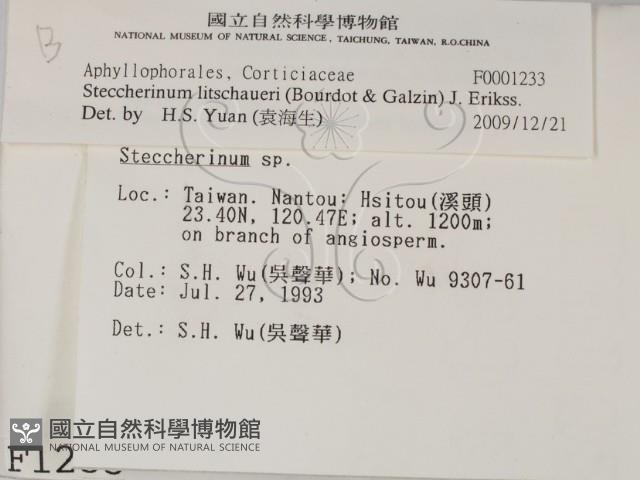 B
國立自然科學博物館
NATIONAL MUSEUM OF NATURAL SCIENCE, TAICHUNG, TAIWAN, R.O.CHINA
Aphyllophorales, Corticiaceae F0001233
Steccherinum litschaueri (Bourdot & Galzin) J. Erikss.
Det. by H.S. Yuan (袁海生) 2009/12/21
Steccherinum sp.
Loc.: Taiwan. Nantou: Hsitou(溪頭)
23.40N, 120.47E; alt. 1200m;
on branch of angiosperm.
Col.: S.H. Wu(吳聲華); No. Wu 9307-61
Date: Jul. 27, 1993
Det.: S.H. Wu(吳聲華)
國立自然科學博物館
NATIONAL MUSEUM OF NATURAL SCIENCE